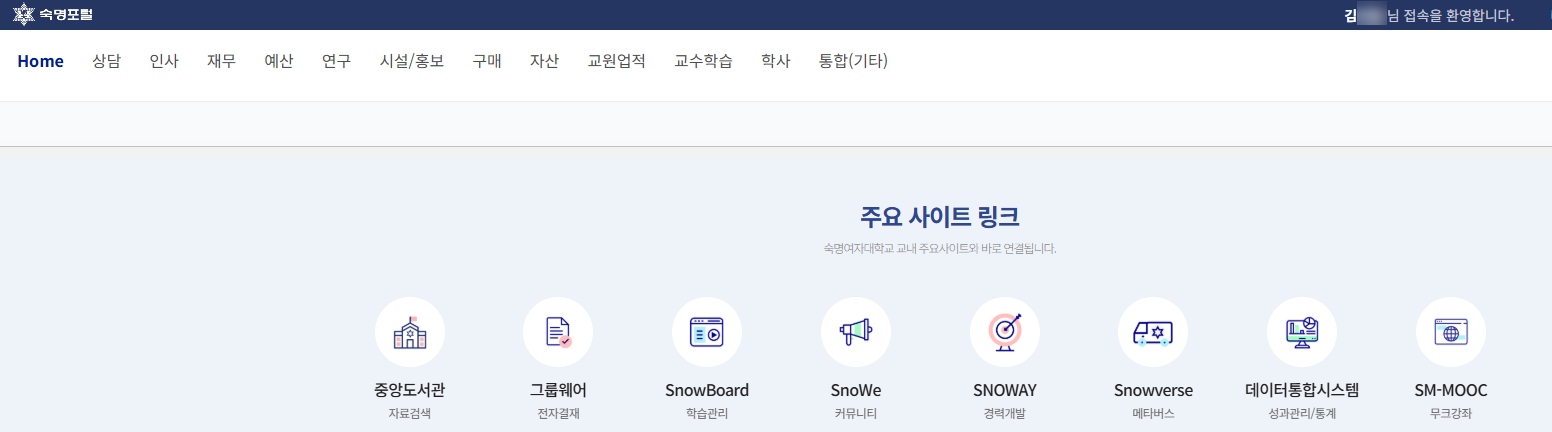 숙명포털
김 님 접속을 환영합니다.
Home 상담 인사 재무 예산 연구 시설/홍보 구매 자산 교원업적 교수학습 학사 통합(기타)
주요 사이트 링크
숙명여자대학교 교내 주요사이트와 바로 연결됩니다.
중앙도서관 그룹웨어 SnowBoard SnoWe SNOWAY Snowverse 데이터통합시스템 SM-MOOC
자료검색 전자결재 학습관리 커뮤니티 경력개발 메타버스 성과관리/통계 무크강좌